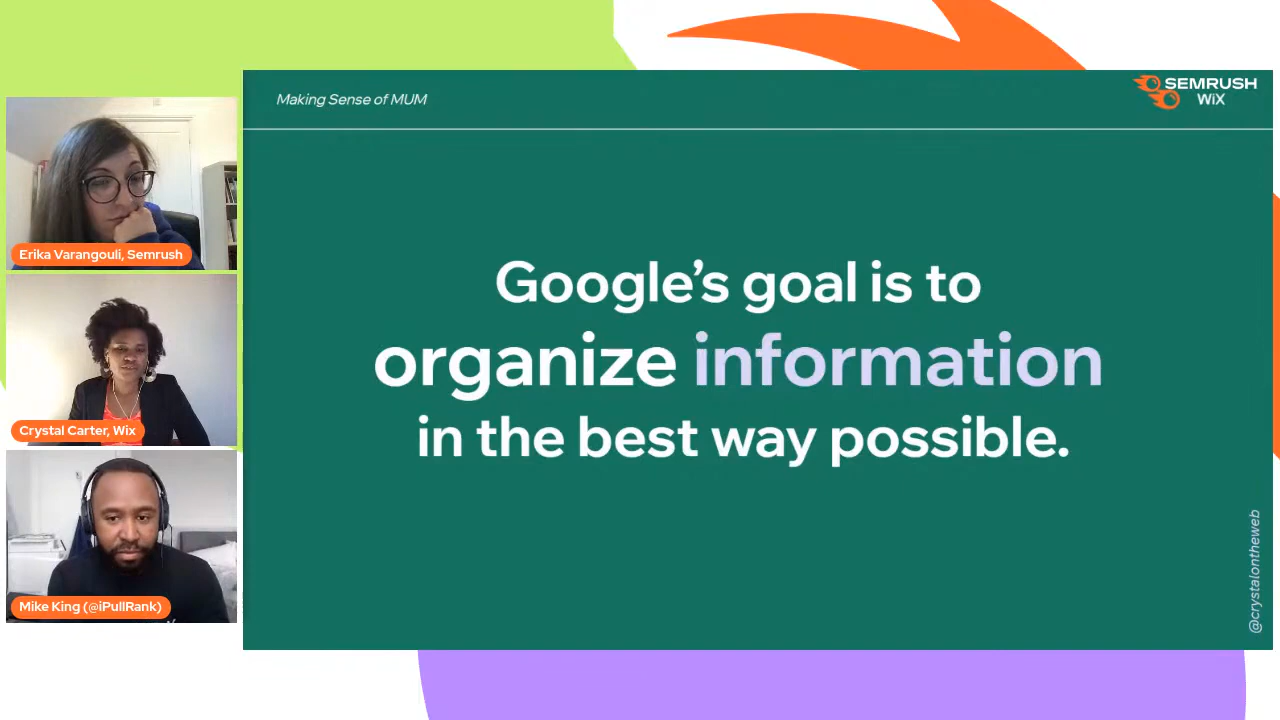 Making Sense of MUM
SEMRUSH
WiX
Erika Varangouli, Semrush
Crystal Carter, Wix
Mike King (@iPullRank)
Google’s goal is to
organize information
in the best way possible.
@crystalontheweb